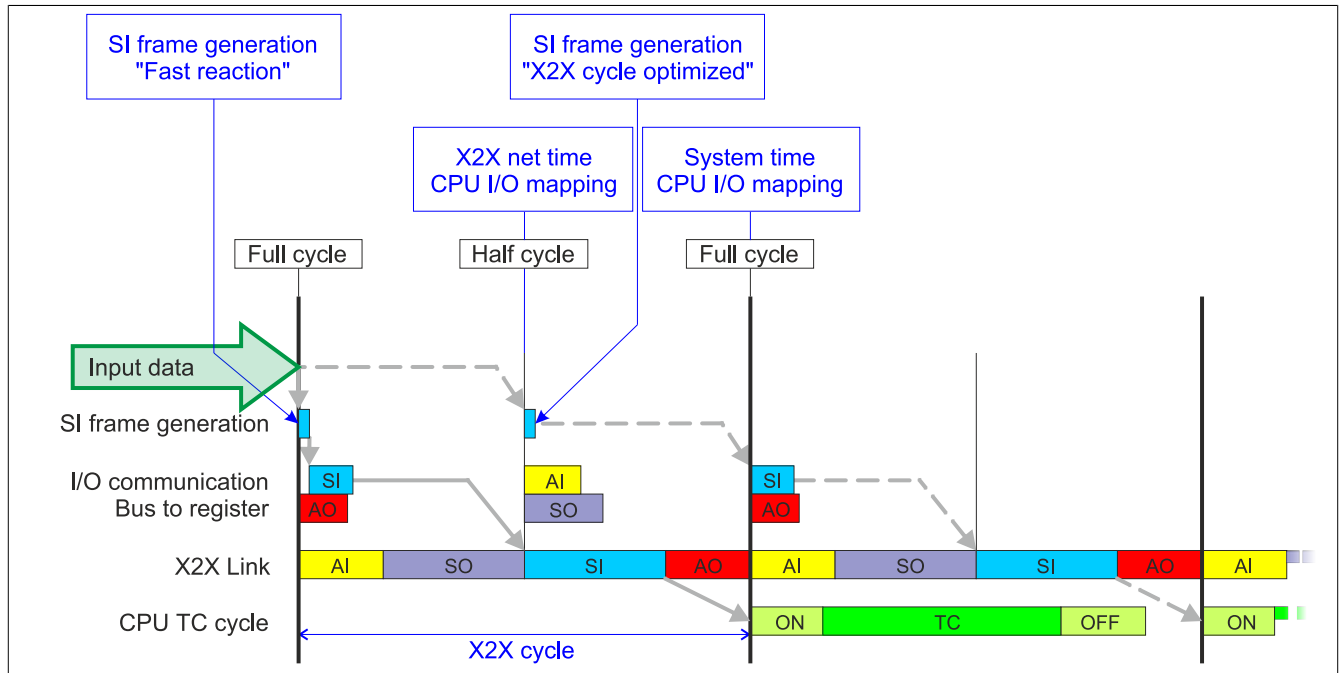 SI frame generation
"Fast reaction"
SI frame generation
"X2X cycle optimized"
X2X net time
CPU I/O mapping
System time
CPU I/O mapping
Full cycle
Half cycle
Full cycle
Input data
SI frame generation
I/O communication
Bus to register
SI
AO
AI
SO
SI
AO
X2X Link
AI
SO
SI
AO
AI
SO
SI
AO
AI
CPU TC cycle
ON
TC
OFF
ON
X2X cycle